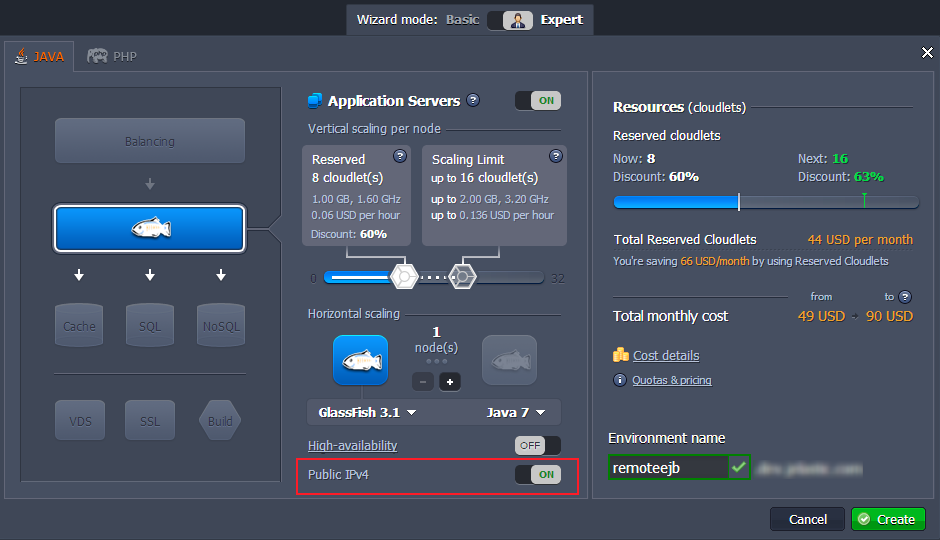 Wizard mode: Basic Expert
JAVA
PHP
Balancing
Cache
SQL
NoSQL
VDS
SSL
Build
Application Servers ? ON
Vertical scaling per node
Reserved ?
8 cloudlet(s)
1.00 GB, 1.60 GHz
0.06 USD per hour
Discount: 60%
Scaling Limit ?
up to 16 cloudlet(s)
up to 2.00 GB, 3.20 GHz
up to 0.136 USD per hour
0 32
Horizontal scaling
1
node(s)
GlassFish 3.1 Java 7
High-availability OFF
Public IPv4 ON
Resources (cloudlets)
Reserved cloudlets
Now: 8 Next: 16
Discount: 60% Discount: 63%
Total Reserved Cloudlets 44 USD per month
You're saving 66 USD/month by using Reserved Cloudlets
from to ?
Total monthly cost 49 USD - 90 USD
Cost details
Quotas & pricing
Environment name
remoteejb
Cancel
Create